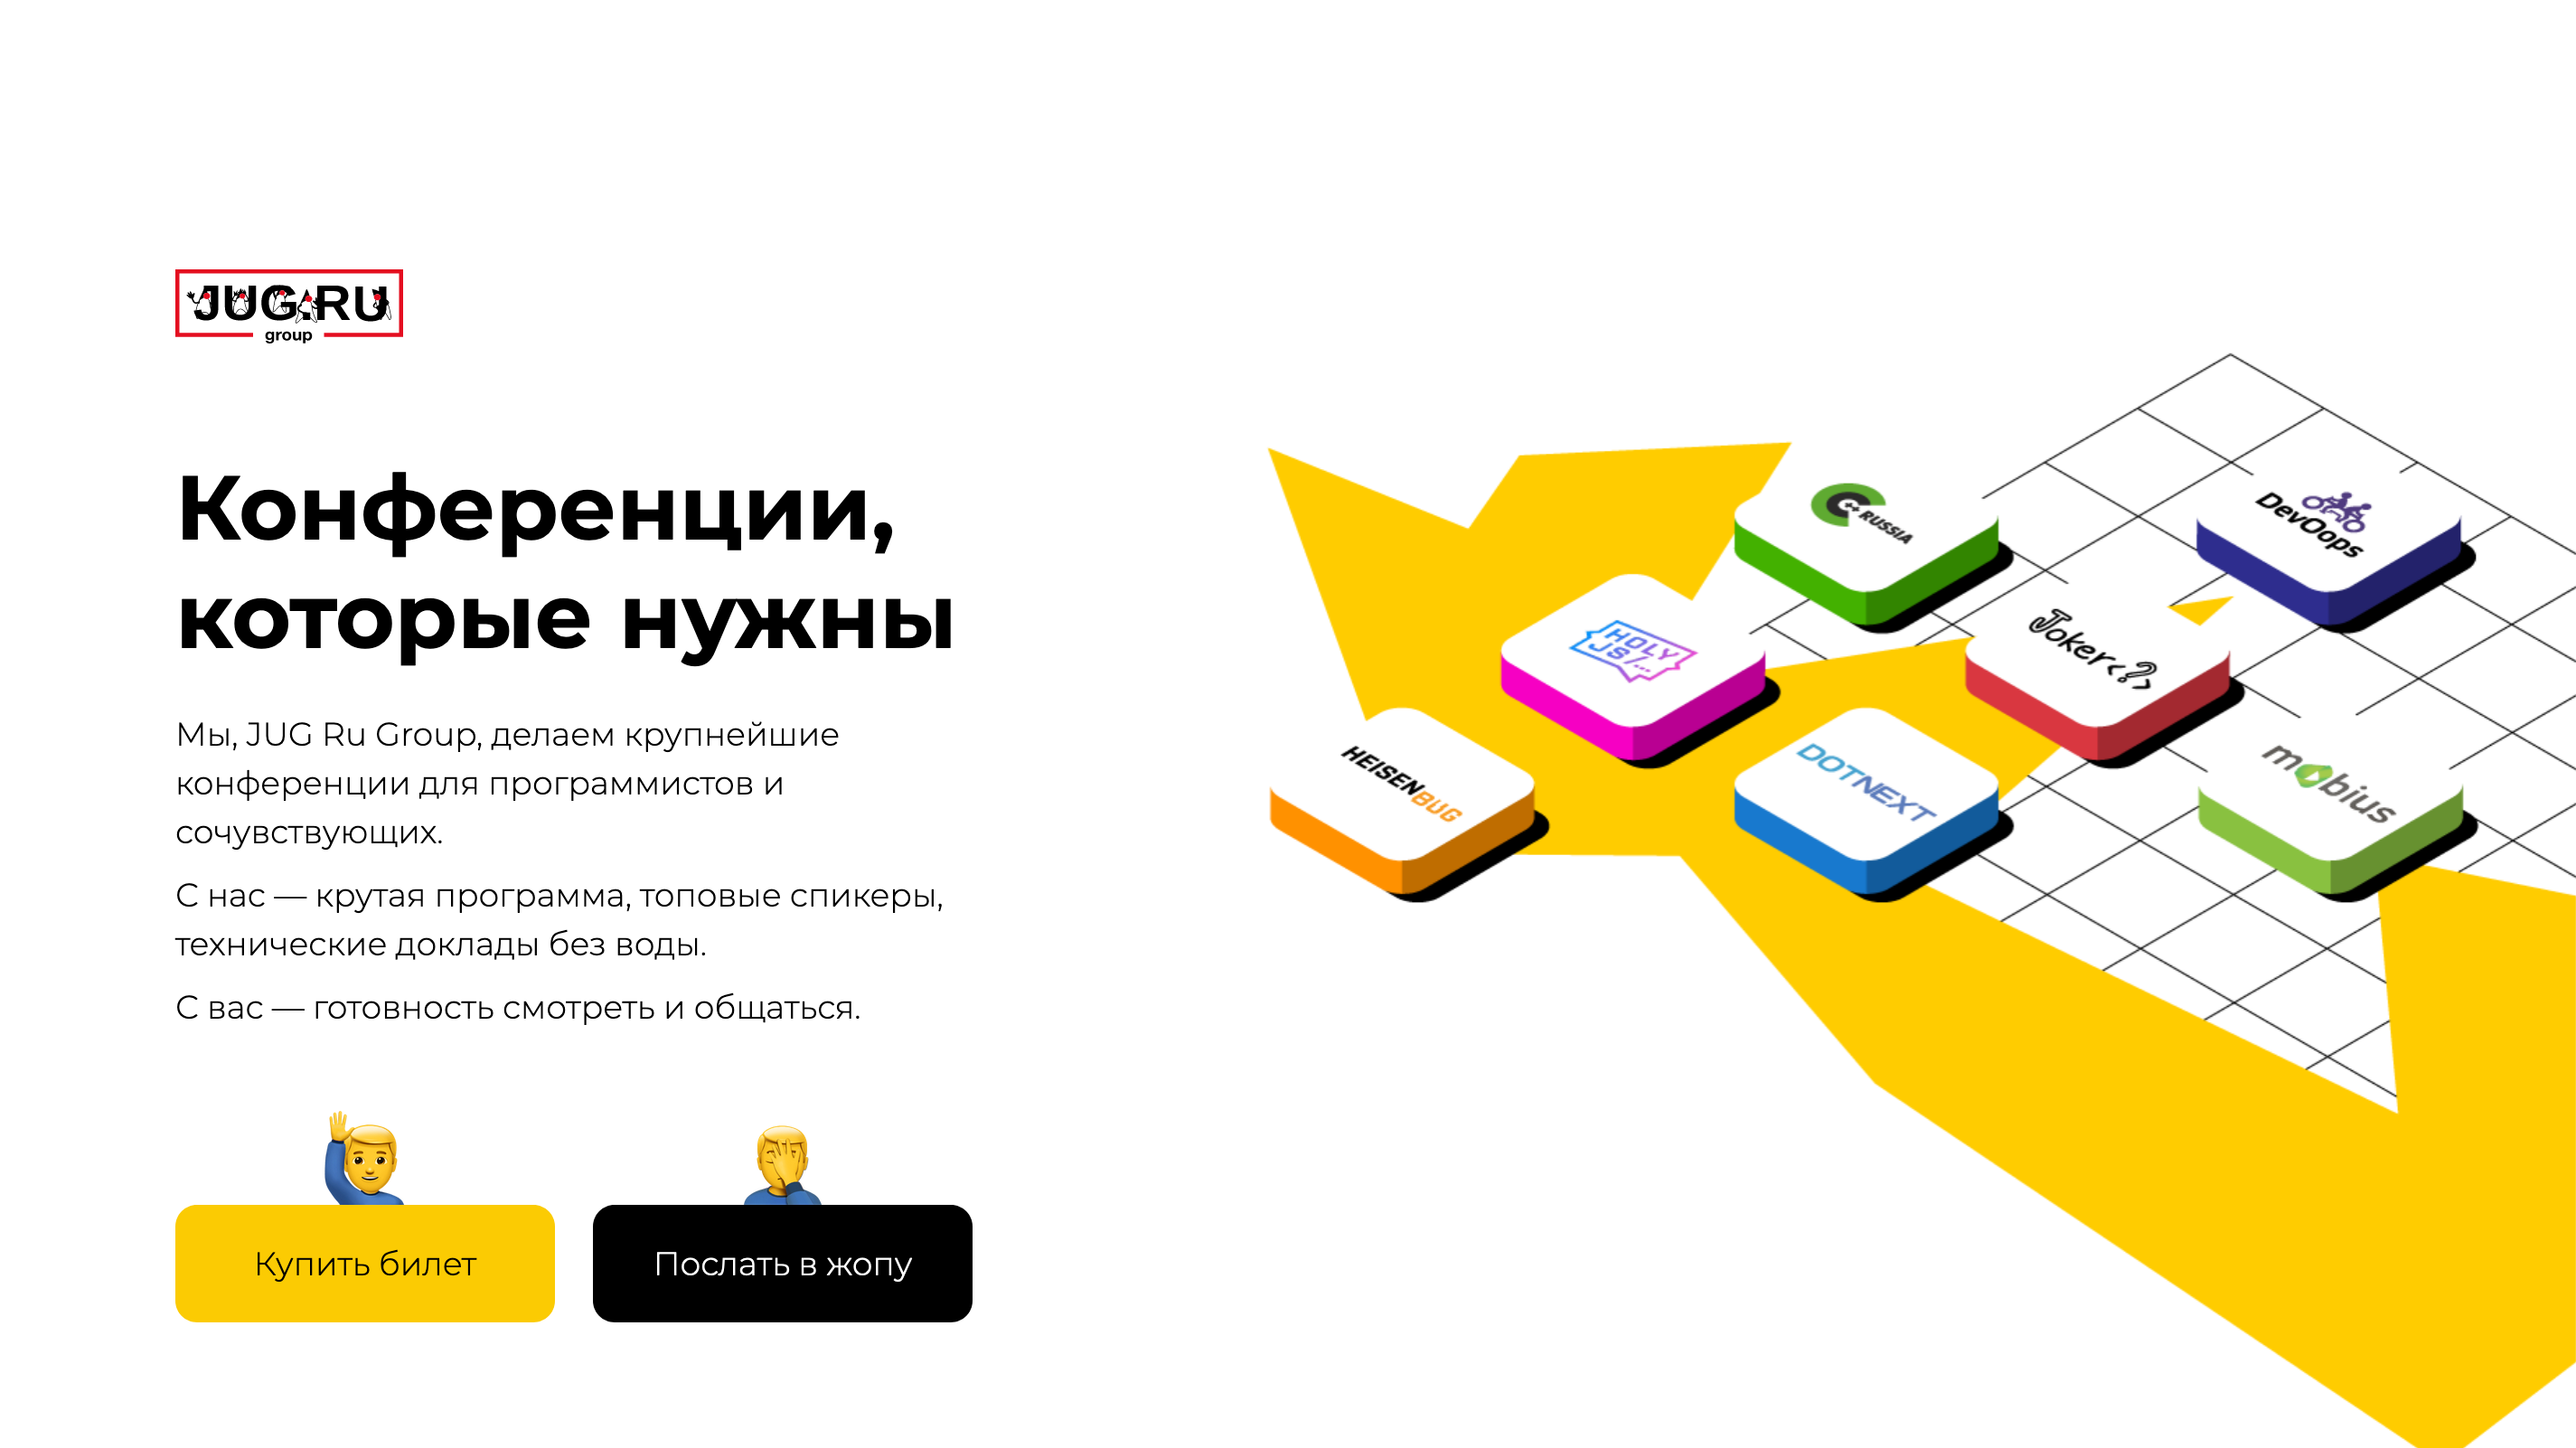 JUG.RU
group
Конференции,
которые нужны
Мы, JUG Ru Group, делаем крупнейшие
конференции для программистов и
сочувствующих.
С нас — крутая программа, топовые спикеры,
технические доклады без воды.
С вас — готовность смотреть и общаться.
Купить билет
Послать в жопу
C++ RUSSIA
DevOops
HOLY
JS/...
Joker<?>
HEISENBUG
DOTNEXT
mobius